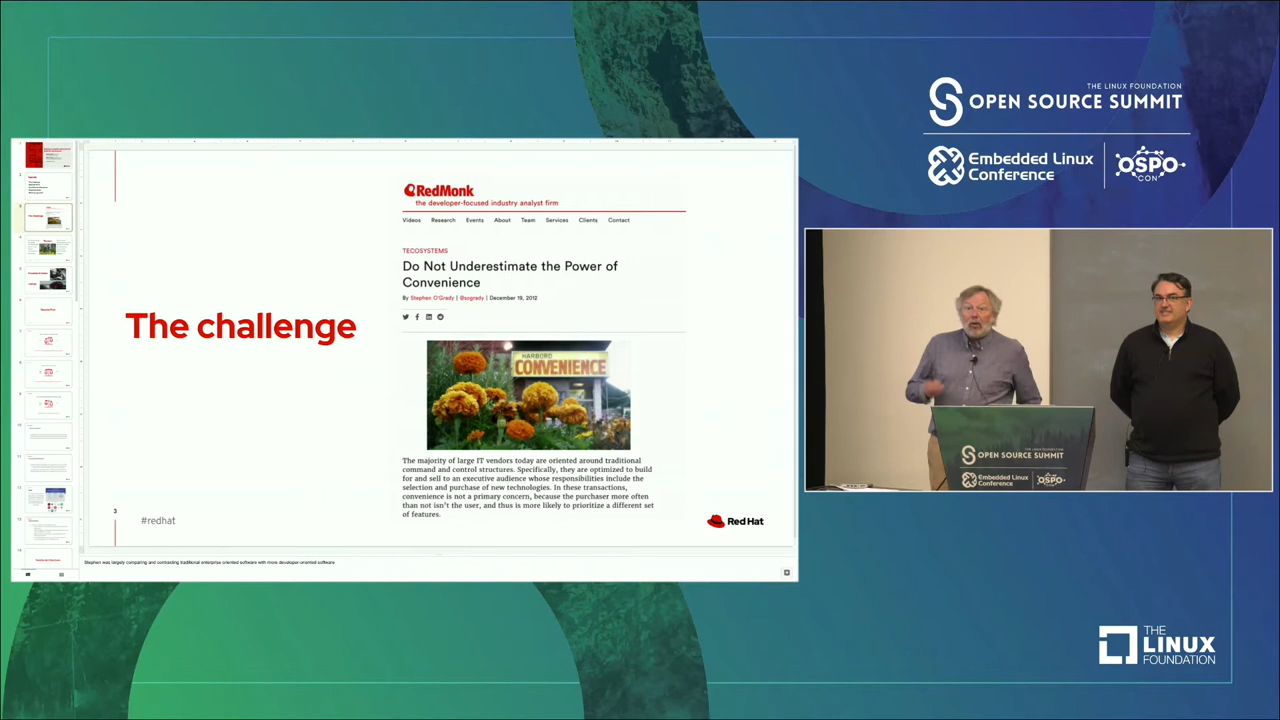 THE LINUX FOUNDATION
OPEN SOURCE SUMMIT
Embedded Linux
Conference
OSPO
CON
RedMonk
the developer-focused industry analyst firm
Videos Research Events About Team Services Clients Contact
TECOSYSTEMS
Do Not Underestimate the Power of
Convenience
By Stephen O'Grady | @sogrady | December 19, 2012
The challenge
HARBORD
CONVENIENCE
The majority of large IT vendors today are oriented around traditional
command and control structures. Specifically, they are optimized to build
for and sell to an executive audience whose responsibilities include the
selection and purchase of new technologies. In these transactions,
convenience is not a primary concern, because the purchaser more often
than not isn't the user, and thus is more likely to prioritize a different set
of features.
3
#redhat
Red Hat
Stephen was largely comparing and contrasting traditional enterprise oriented software with more developer-oriented software
OPEN SOURCE SUMMIT
Embedded Linux
Conference
OSPO
CON
THE
LINUX
FOUNDATION